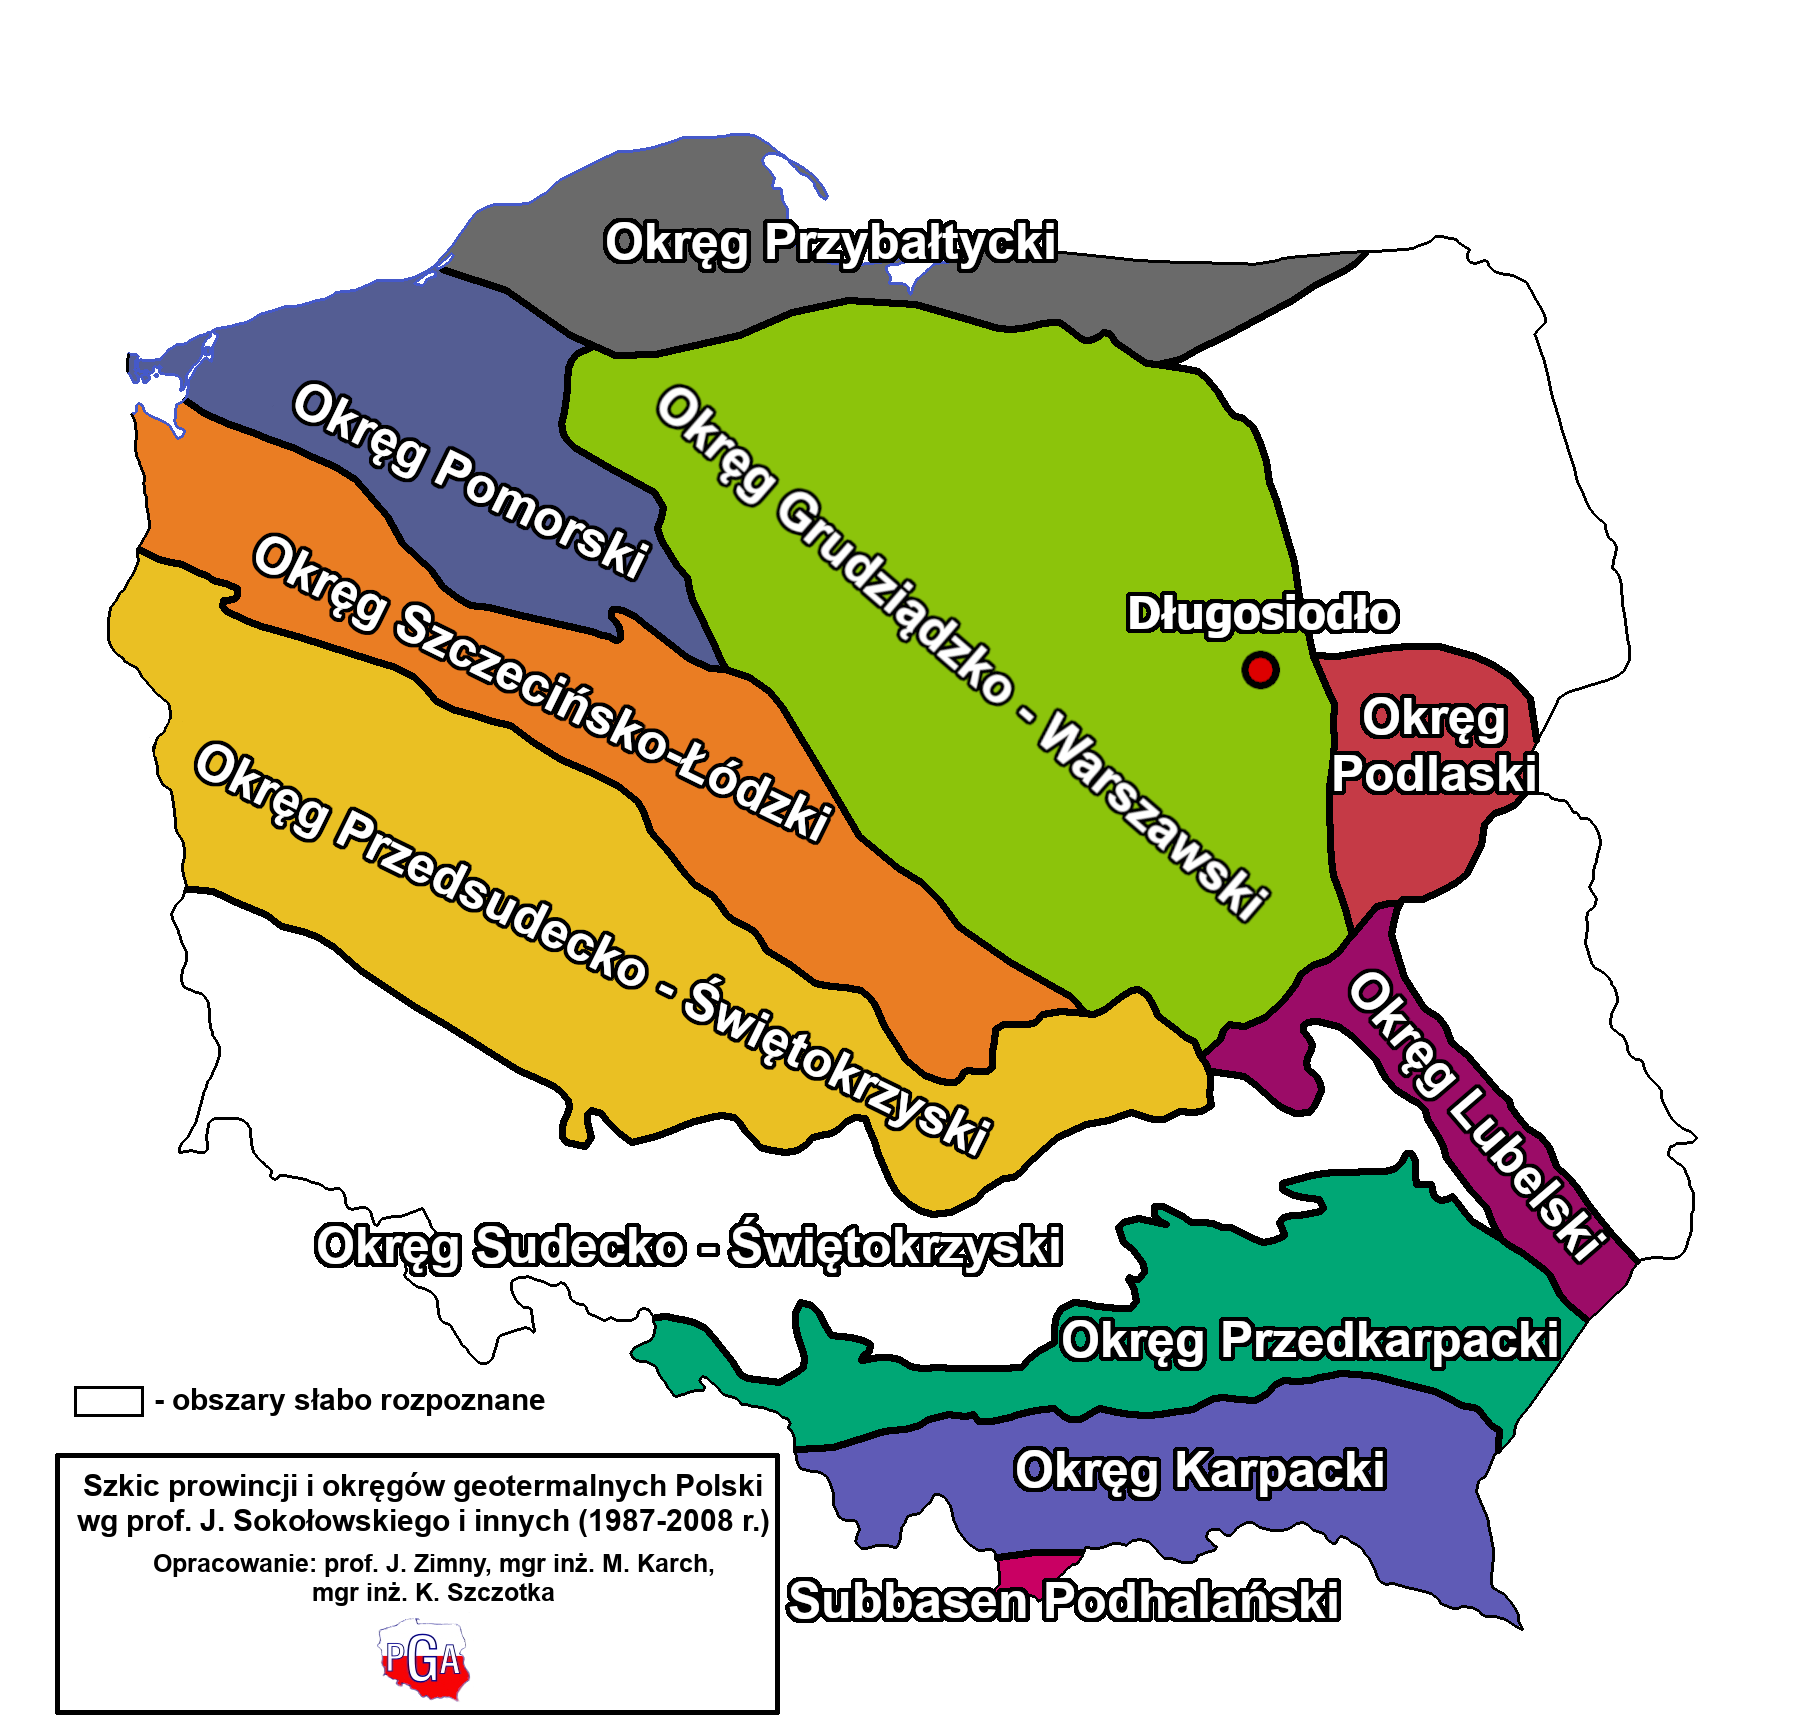 Okręg Przybałtycki
Okręg Pomorski
Okręg Grudziądzko - Warszawski
Okręg Szczecińsko-Łódzki
Długosiodło
Okręg
Podlaski
Okręg Przedsudecko - Świętokrzyski
Okręg Lubelski
Okręg Sudecko - Świętokrzyski
Okręg Przedkarpacki
- obszary słabo rozpoznane
Okręg Karpacki
Subbasen Podhalański
Szkic prowincji i okręgów geotermalnych Polski
wg prof. J. Sokołowskiego i innych (1987-2008 r.)
Opracowanie: prof. J. Zimny, mgr inż. M. Karch,
mgr inż. K. Szczotka
PGA